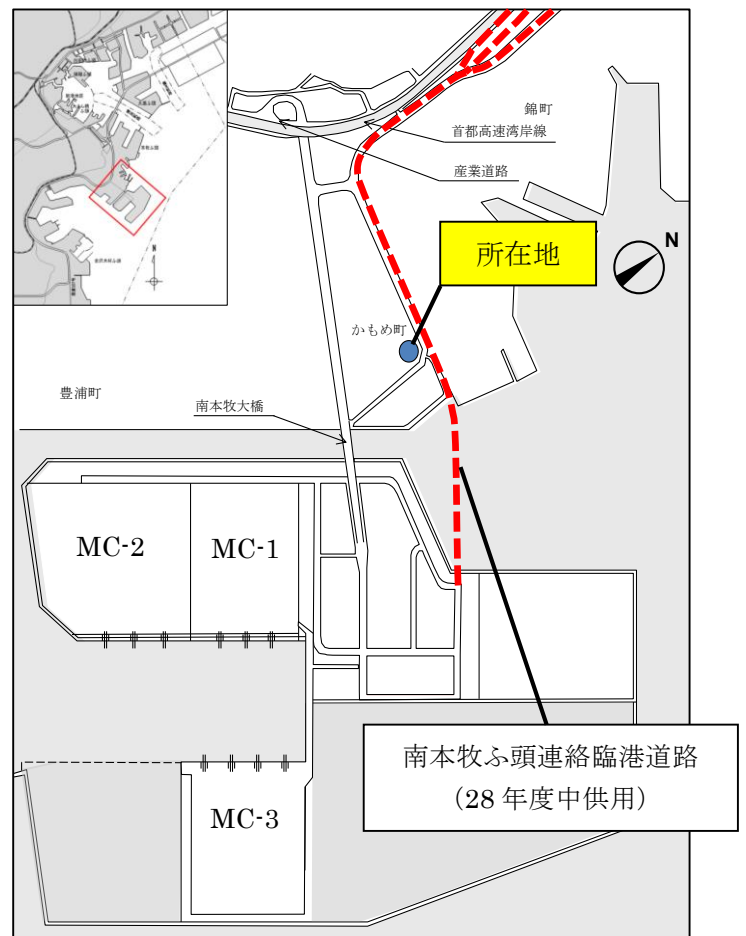 錦町
首都高速湾岸線
産業道路
所在地
N
かもめ町
豊浦町
南本牧大橋
MC-2
MC-1
MC-3
南本牧ふ頭連絡臨港道路
（28 年度中供用）
N